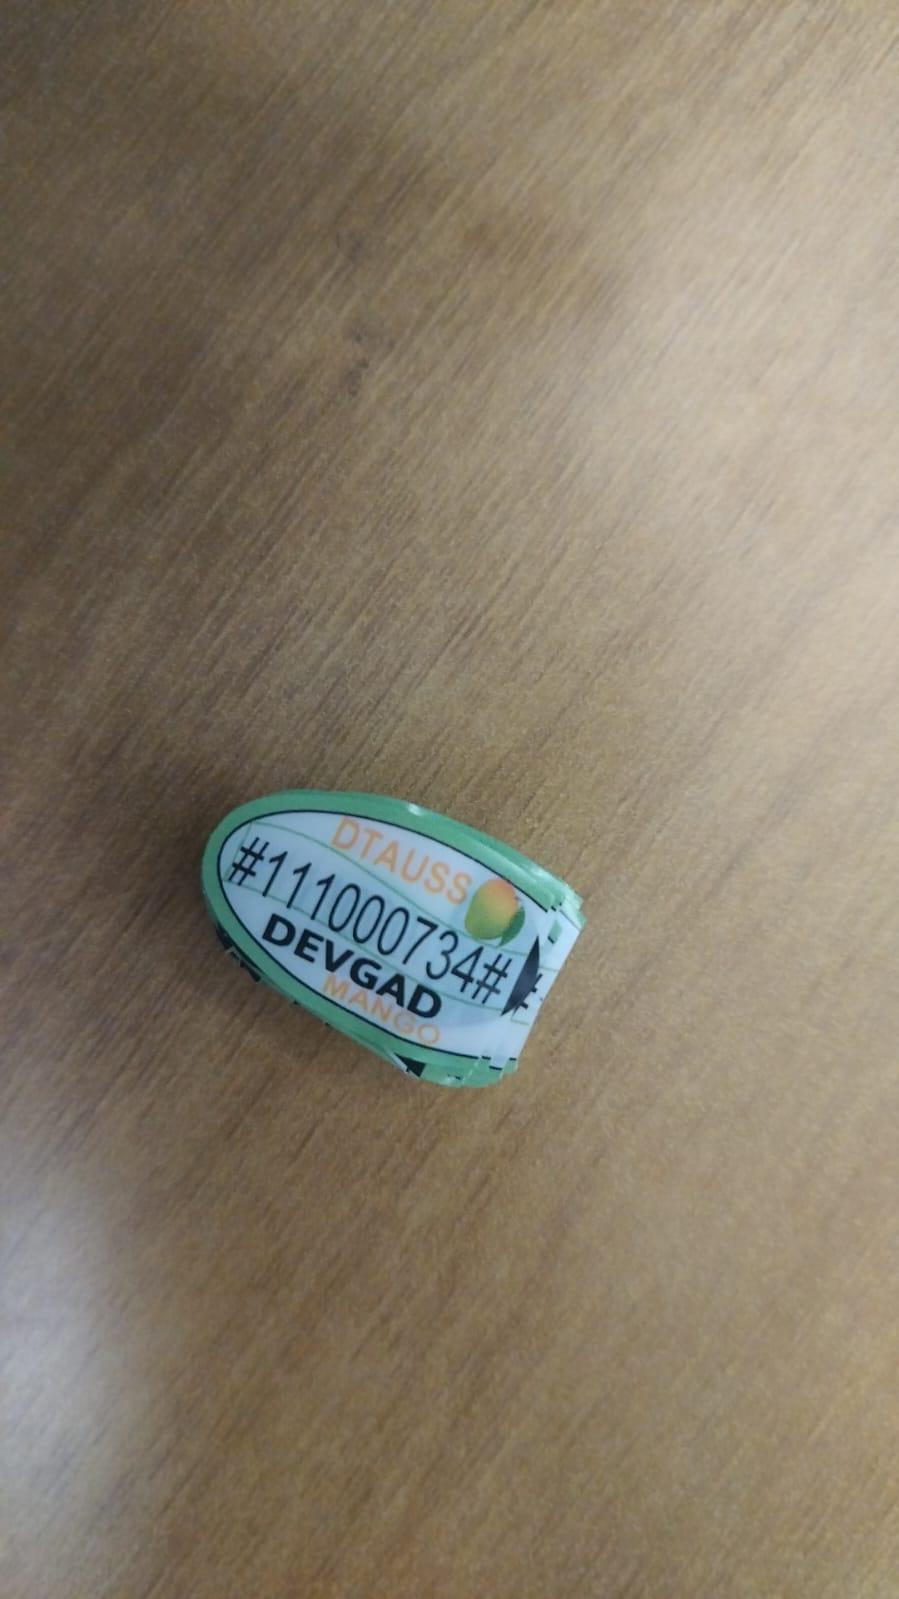 DTAUSS
#111000734#
DEVGAD
MANGO